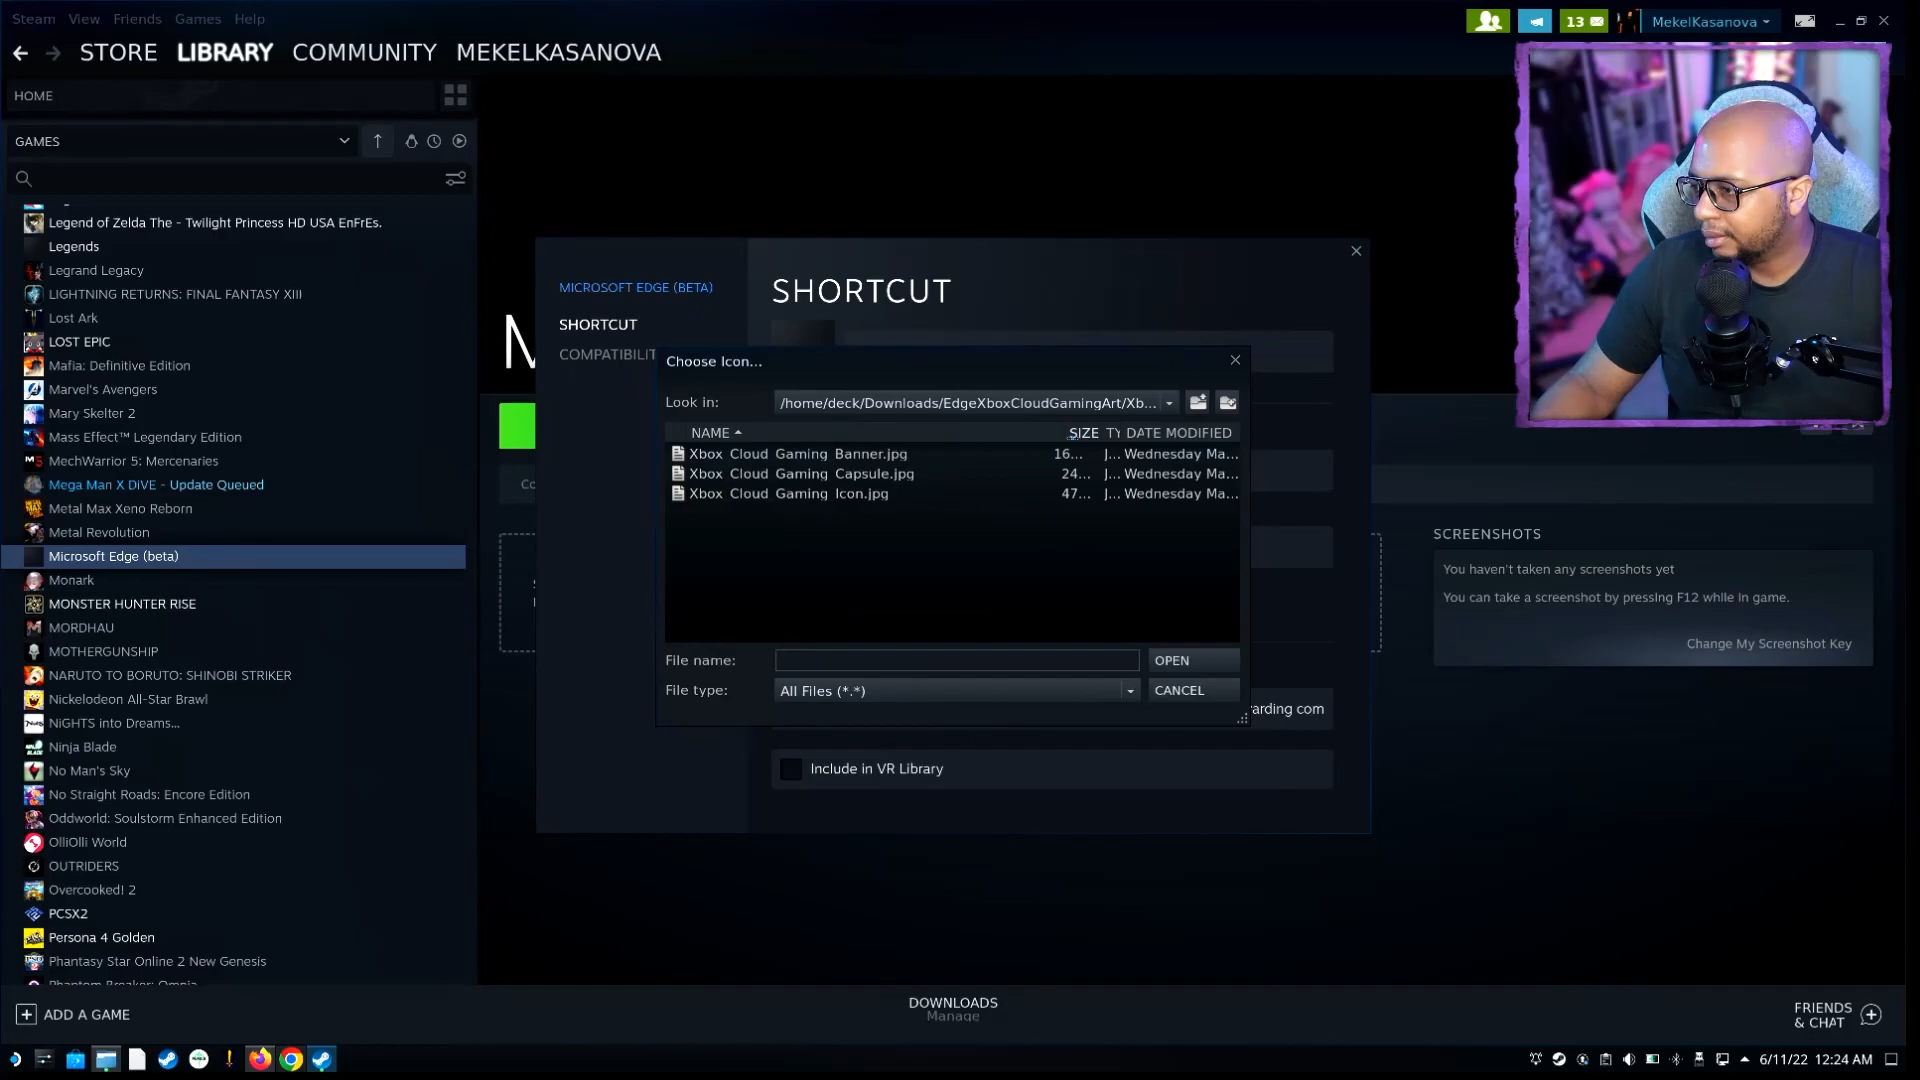 Steam View Friends Games Help
13
MekelKasanova
STORE LIBRARY COMMUNITY MEKELKASANOVA
HOME
GAMES
Legend of Zelda The - Twilight Princess HD USA EnFrEs.
Legends
Legrand Legacy
LIGHTNING RETURNS: FINAL FANTASY XIII
Lost Ark
LOST EPIC
Mafia: Definitive Edition
Marvel's Avengers
Mary Skelter 2
Mass Effect™ Legendary Edition
MechWarrior 5: Mercenaries
Mega Man X DiVE - Update Queued
Metal Max Xeno Reborn
Metal Revolution
Microsoft Edge (beta)
Monark
MONSTER HUNTER RISE
MORDHAU
MOTHERGUNSHIP
NARUTO TO BORUTO: SHINOBI STRIKER
Nickelodeon All-Star Brawl
NiGHTS into Dreams...
Ninja Blade
No Man's Sky
No Straight Roads: Encore Edition
Oddworld: Soulstorm Enhanced Edition
OlliOlli World
OUTRIDERS
Overcooked! 2
PCSX2
Persona 4 Golden
Phantasy Star Online 2 New Genesis
Phantom Breaker: Omnia
ADD A GAME
M
Co
MICROSOFT EDGE (BETA)
SHORTCUT
COMPATIBILIT
SHORTCUT
Choose Icon...
Look in: /home/deck/Downloads/EdgeXboxCloudGamingArt/Xb...
NAME SIZE TY DATE MODIFIED
Xbox Cloud Gaming Banner.jpg 16... J... Wednesday Ma...
Xbox Cloud Gaming Capsule.jpg 24... J... Wednesday Ma...
Xbox Cloud Gaming Icon.jpg 47... J... Wednesday Ma...
File name: OPEN
File type: All Files (*.*) CANCEL
arding com
Include in VR Library
SCREENSHOTS
You haven't taken any screenshots yet
You can take a screenshot by pressing F12 while in game.
Change My Screenshot Key
DOWNLOADS
Manage
FRIENDS
& CHAT
6/11/22 12:24 AM